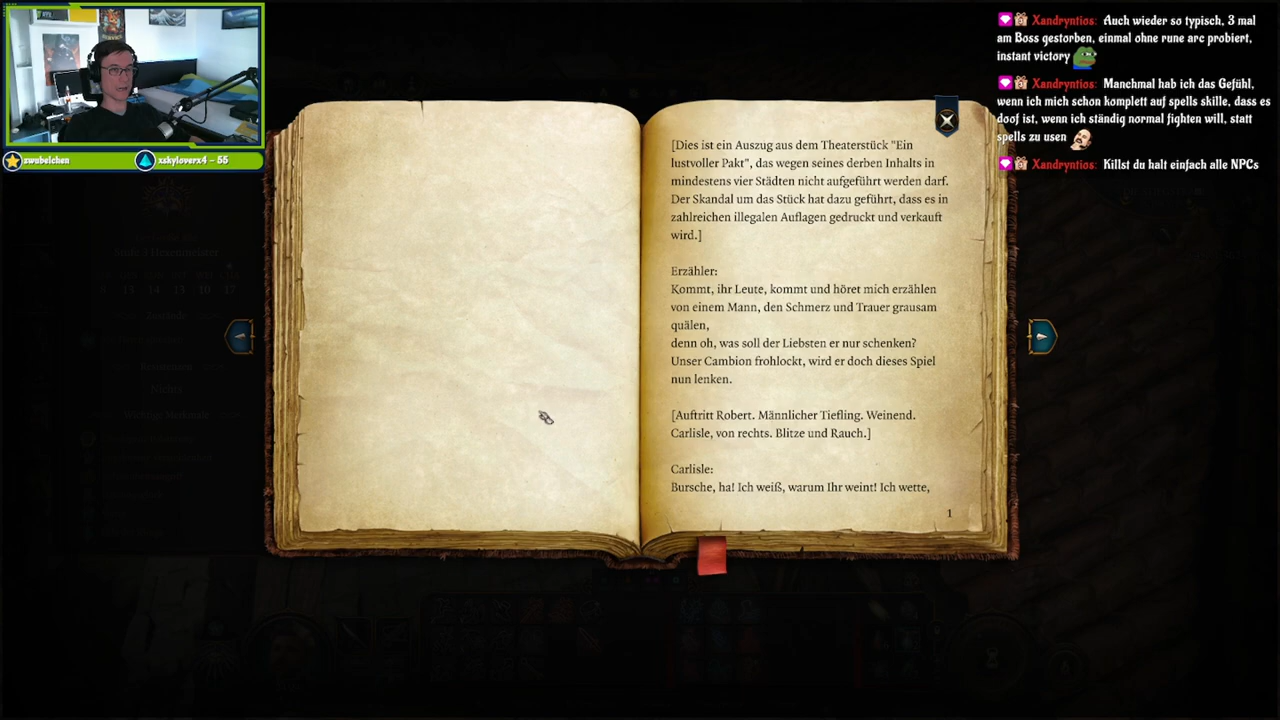 zwubelchen
xskyloverx4 - 55
Xandryntios: Auch wieder so typisch, 3 mal
am Boss gestorben, einmal ohne rune arc probiert,
instant victory
Xandryntios: Manchmal hab ich das Gefühl,
wenn ich mich schon komplett auf spells skille, dass es
doof ist, wenn ich ständig normal fighten will, statt
spells zu usen
Xandryntios: Killst du halt einfach alle NPCs
[Dies ist ein Auszug aus dem Theaterstück "Ein
lustvoller Pakt", das wegen seines derben Inhalts in
mindestens vier Städten nicht aufgeführt werden darf.
Der Skandal um das Stück hat dazu geführt, dass es in
zahlreichen illegalen Auflagen gedruckt und verkauft
wird.]
Erzähler:
Kommt, ihr Leute, kommt und höret mich erzählen
von einem Mann, den Schmerz und Trauer grausam
quälen,
denn oh, was soll der Liebsten er nur schenken?
Unser Cambion frohlockt, wird er doch dieses Spiel
nun lenken.
[Auftritt Robert. Männlicher Tiefling. Weinend.
Carlisle, von rechts. Blitze und Rauch.]
Carlisle:
Bursche, ha! Ich weiß, warum Ihr weint! Ich wette,
1